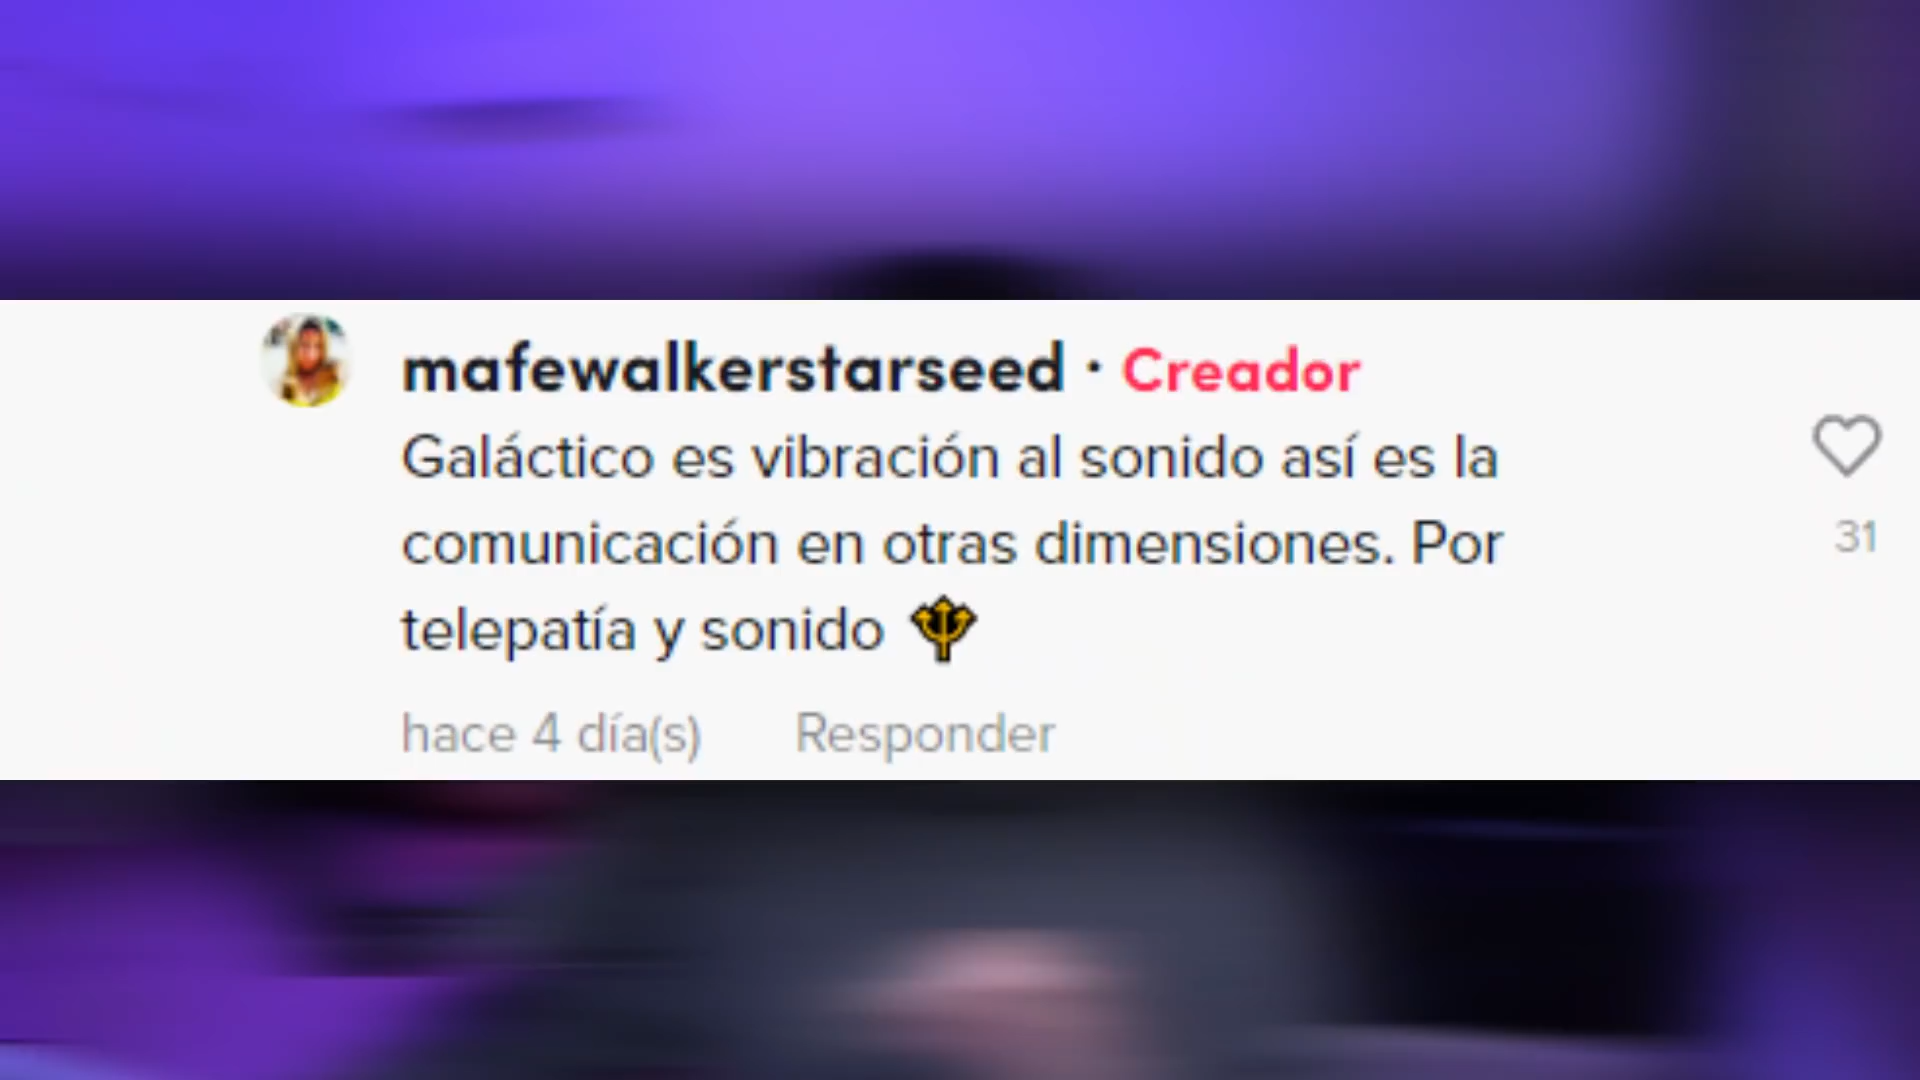 mafewalkerstarseed · Creador
Galáctico es vibración al sonido así es la
comunicación en otras dimensiones. Por
telepatía y sonido 🔱
31
hace 4 día(s) Responder